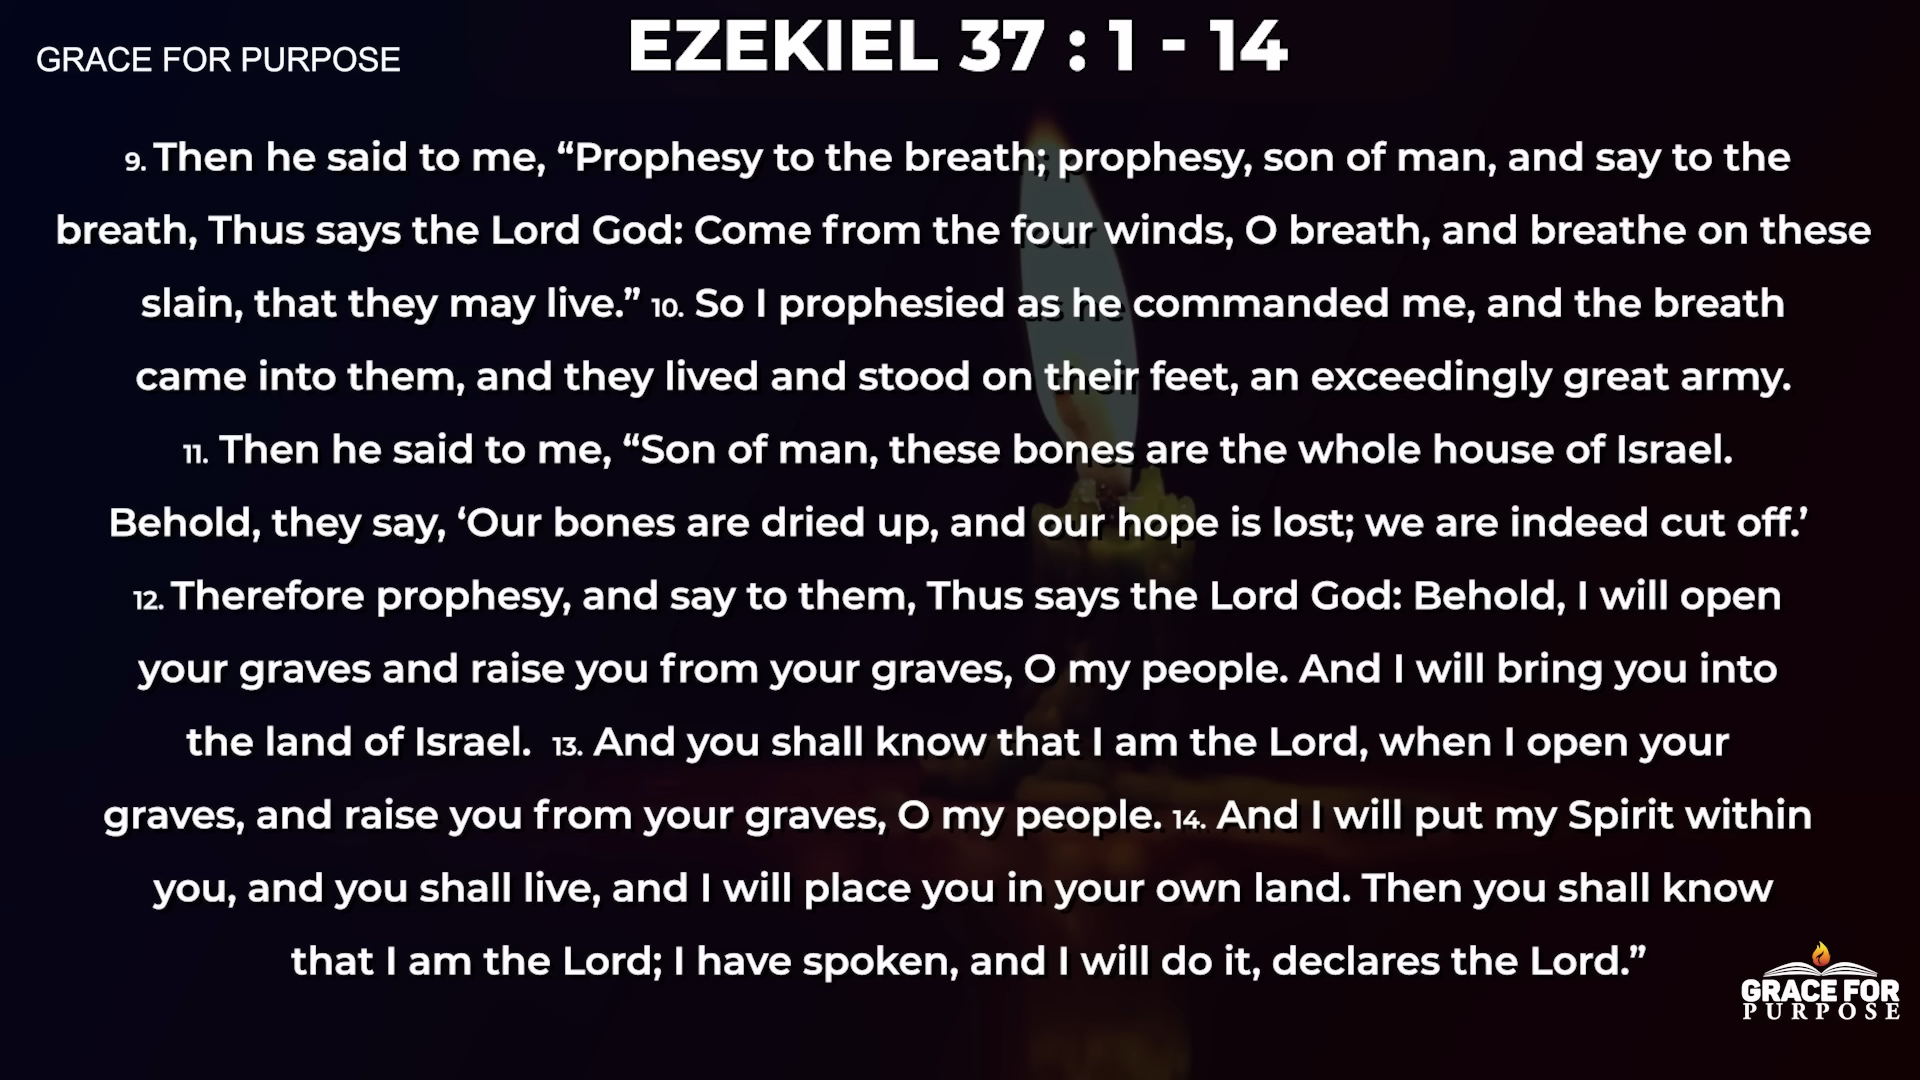 GRACE FOR PURPOSE
EZEKIEL 37 : 1 - 14
9. Then he said to me, “Prophesy to the breath; prophesy, son of man, and say to the
breath, Thus says the Lord God: Come from the four winds, O breath, and breathe on these
slain, that they may live.” 10. So I prophesied as he commanded me, and the breath
came into them, and they lived and stood on their feet, an exceedingly great army.
11. Then he said to me, “Son of man, these bones are the whole house of Israel.
Behold, they say, ‘Our bones are dried up, and our hope is lost; we are indeed cut off.’
12. Therefore prophesy, and say to them, Thus says the Lord God: Behold, I will open
your graves and raise you from your graves, O my people. And I will bring you into
the land of Israel. 13. And you shall know that I am the Lord, when I open your
graves, and raise you from your graves, O my people. 14. And I will put my Spirit within
you, and you shall live, and I will place you in your own land. Then you shall know
that I am the Lord; I have spoken, and I will do it, declares the Lord.”
GRACE FOR
PURPOSE